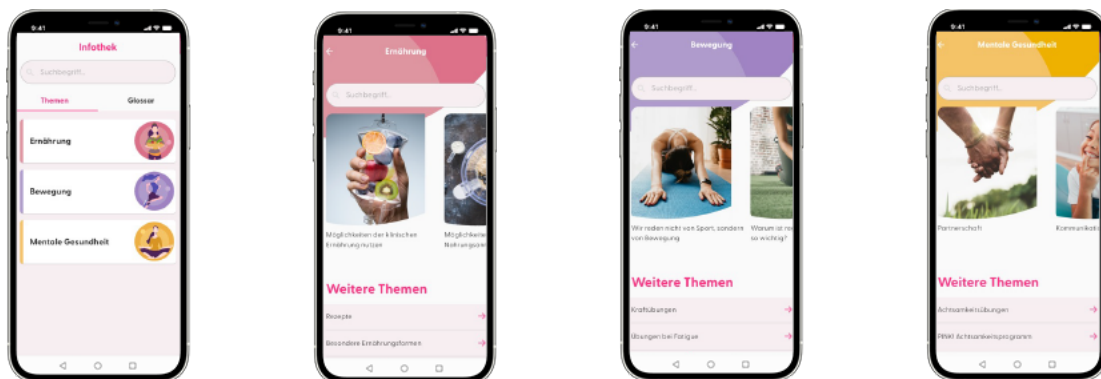 9:41
Infothek
Suchbegriff..
Themen Glossar
Ernährung
Bewegung
Mentale Gesundheit
9:41
Ernährung
Suchbegriff..
Möglichkeiten der klinischen
Ernährung nutzen
Möglichkeite
Weitere Themen
Rezepte
Besondere Ernährungsformen
9:41
Bewegung
Suchbegriff..
Wir reden nicht von Sport, sondern
von Bewegung
Warum ist
so wichtig?
Weitere Themen
Kraftübungen
Übungen bei Fatigue
9:41
Mentale Gesundheit
Suchbegriff..
Partnerschaft
Kommunikati
Weitere Themen
Achtsamkeitsübungen
PINK! Achtsamkeitsprogramm